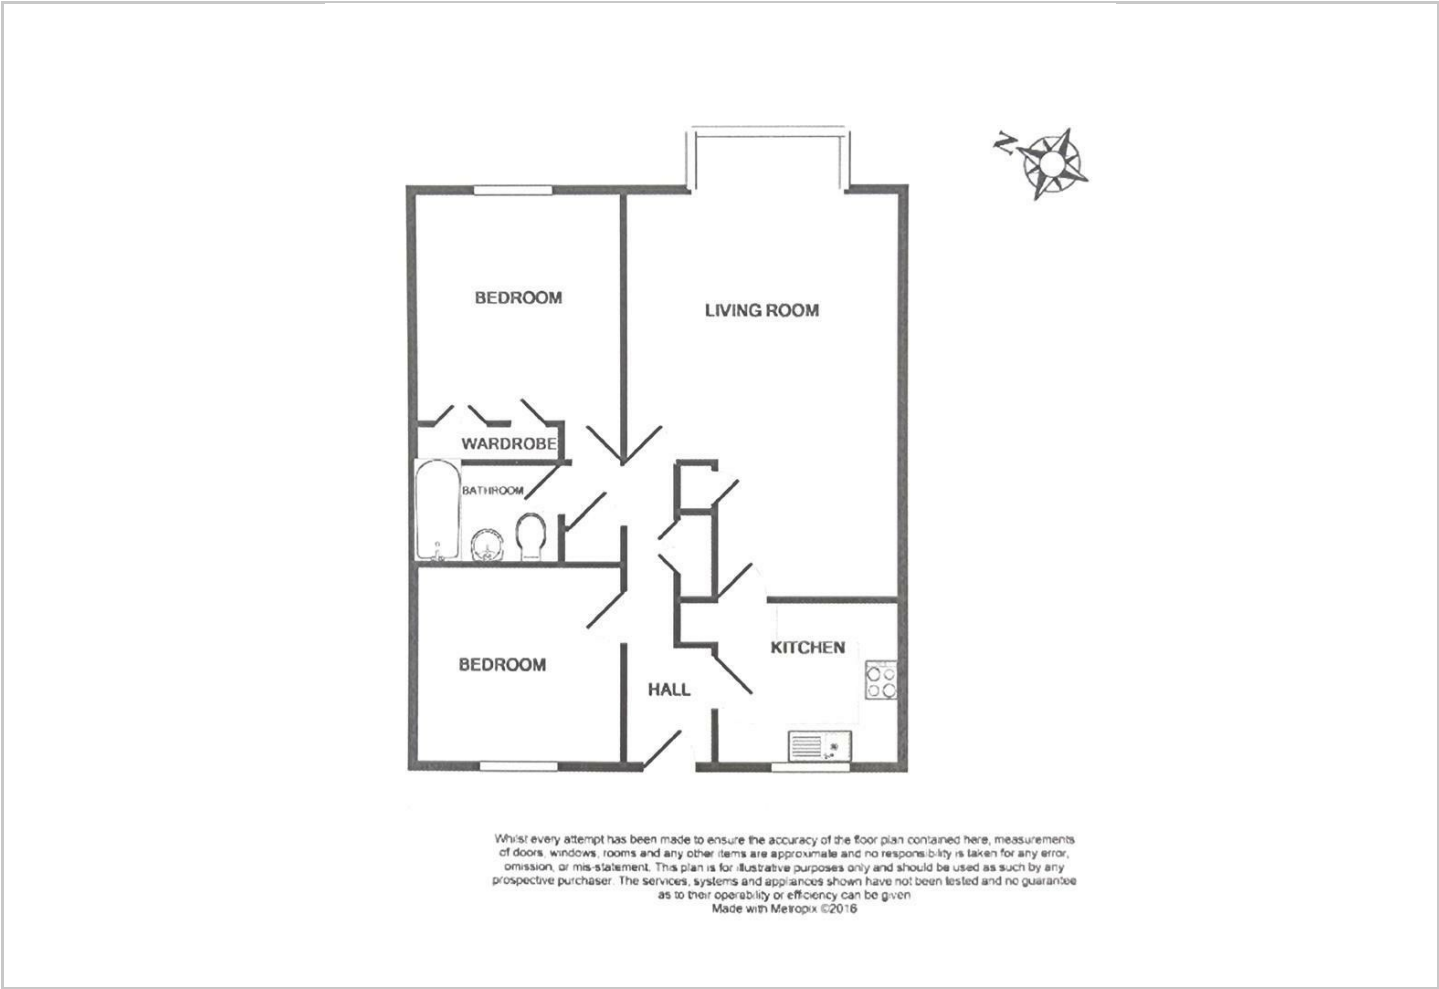 N
BEDROOM
LIVING ROOM
WARDROBE
BATHROOM
KITCHEN
BEDROOM
HALL
Whilst every attempt has been made to ensure the accuracy of the floor plan contained here, measurements
of doors, windows, rooms and any other items are approximate and no responsibility is taken for any error,
omission, or mis-statement. This plan is for illustrative purposes only and should be used as such by any
prospective purchaser. The services, systems and appliances shown have not been tested and no guarantee
as to their operability or efficiency can be given
Made with Metropix ©2016